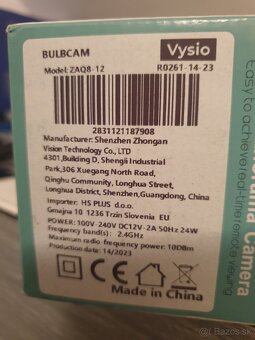 BULBCAM
Vysio
Model: ZAQ8-12
R0261-14-23
2831121187908
Manufacturer: Shenzhen Zhongan
Vision Technology Co., LTD
4301,Building D, Shengli Industrial
Park,306 Xuegang North Road,
Qinghu Community, Longhua Street,
Longhua District, Shenzhen,Guangdong, China
Importer: HS PLUS d.o.o.
Gmajna 10 1236 Trzin Slovenia EU
POWER: 100V-240V DC12V-2A 50Hz 24W
Frequency band(s): 2.4GHz
Maximum radio-frequency power: 10DBm
Production date: 14/2023
CE
Made in China
Easy to achieve real-time remote viewing
Camera
bazos.sk